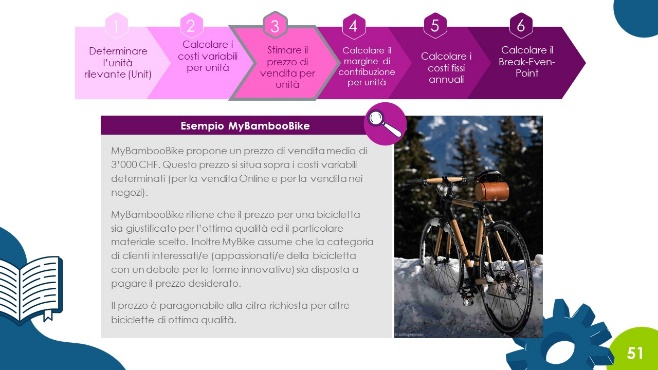 1
2
3
4
5
6
Determinare
l'unità
rilevante (Unit)
Calcolare i
costi variabili
per unità
Stimare il
prezzo di
vendita per
unità
Calcolare il
margine di
contribuzione
per unità
Calcolare i
costi fissi
annuali
Calcolare il
Break-Even-
Point
Esempio MyBambooBike
MyBambooBike propone un prezzo di vendita medio di
3'000 CHF. Questo prezzo si situa sopra i costi variabili
determinati (per la vendita Online e per la vendita nei
negozi).
MyBambooBike ritiene che il prezzo per una bicicletta
sia giustificato per l'ottima qualità ed il particolare
materiale scelto. Inoltre MyBike assume che la categoria
di clienti interessati/e (appassionati/e della bicicletta
con un debole per le forme innovative) sia disposta a
pagare il prezzo desiderato.
Il prezzo è paragonabile alla cifra richiesta per altre
biciclette di ottima qualità.
51